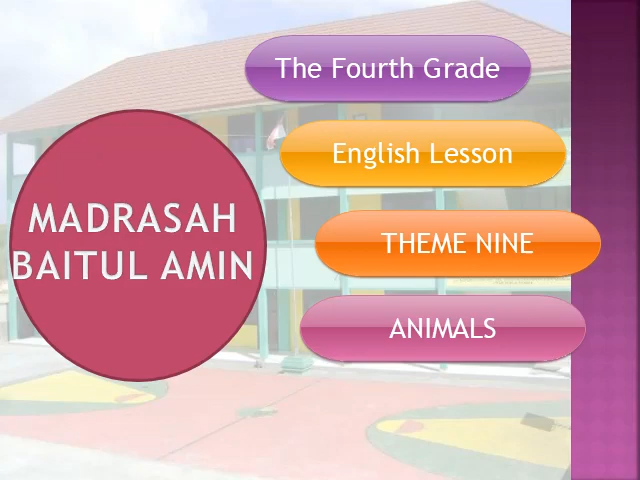 The Fourth Grade
English Lesson
MADRASAH
BAITUL AMIN
THEME NINE
ANIMALS